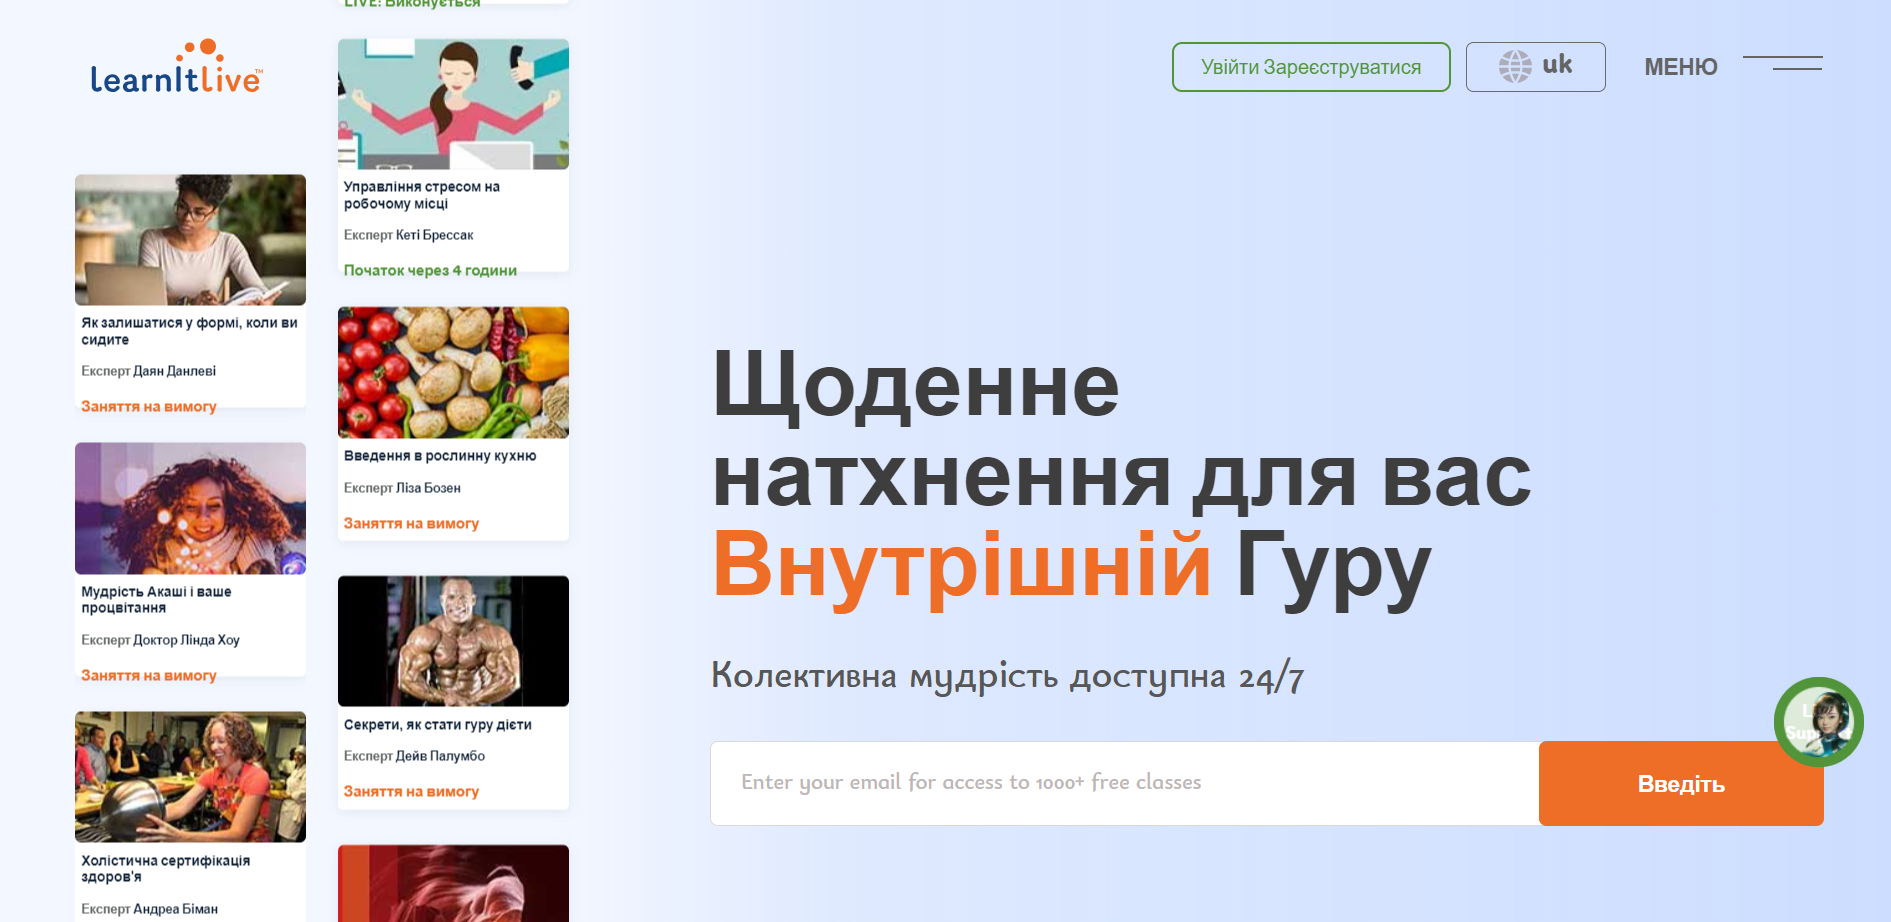 learnItlive™
Увійти Зареєструватися
uk
МЕНЮ
Як залишатися у формі, коли ви
сидите
Експерт Даян Данлеві
Заняття на вимогу
Мудрість Акаші і ваше
процвітання
Експерт Доктор Лінда Хоу
Заняття на вимогу
Холістична сертифікація
здоров'я
Експерт Андреа Біман
LIVE: Виконується
Управління стресом на
робочому місці
Експерт Кеті Брессак
Початок через 4 години
Введення в рослинну кухню
Експерт Ліза Бозен
Заняття на вимогу
Секрети, як стати гуру дієти
Експерт Дейв Палумбо
Заняття на вимогу
Щоденне
натхнення для вас
Внутрішній Гуру
Колективна мудрість доступна 24/7
Enter your email for access to 1000+ free classes
Введіть